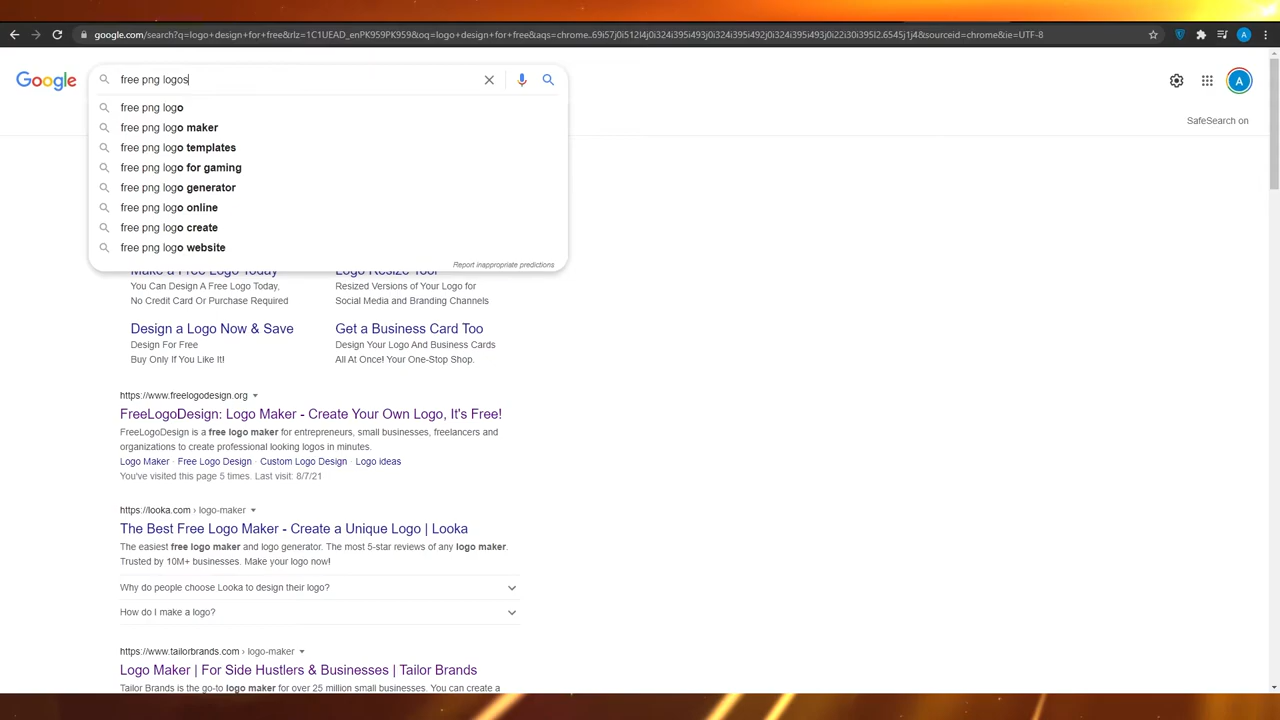 google.com/search?q=logo+design+for+free&rlz=1C1UEAD_enPK959PK959&oq=logo+design+for+free&aqs=chrome..69i57j0i512l4j0i324i395i493j0i324i395i492j0i324i395i493j0i22i30i395l2.6545j1j4&sourceid=chrome&ie=UTF-8
A
Google
free png logos
A
SafeSearch on
free png logo
free png logo maker
free png logo templates
free png logo for gaming
free png logo generator
free png logo online
free png logo create
free png logo website
Report inappropriate predictions
Make a Free Logo Today
Logo Resize Tool
You Can Design A Free Logo Today,
Resized Versions of Your Logo for
No Credit Card Or Purchase Required
Social Media and Branding Channels
Design a Logo Now & Save
Get a Business Card Too
Design For Free
Design Your Logo And Business Cards
Buy Only If You Like It!
All At Once! Your One-Stop Shop.
https://www.freelogodesign.org
FreeLogoDesign: Logo Maker - Create Your Own Logo, It's Free!
FreeLogoDesign is a free logo maker for entrepreneurs, small businesses, freelancers and
organizations to create professional looking logos in minutes.
Logo Maker · Free Logo Design · Custom Logo Design · Logo ideas
You've visited this page 5 times. Last visit: 8/7/21
https://looka.com › logo-maker
The Best Free Logo Maker - Create a Unique Logo | Looka
The easiest free logo maker and logo generator. The most 5-star reviews of any logo maker.
Trusted by 10M+ businesses. Make your logo now!
Why do people choose Looka to design their logo?
How do I make a logo?
https://www.tailorbrands.com › logo-maker
Logo Maker | For Side Hustlers & Businesses | Tailor Brands
Tailor Brands is the go-to logo maker for over 25 million small businesses. You can create a